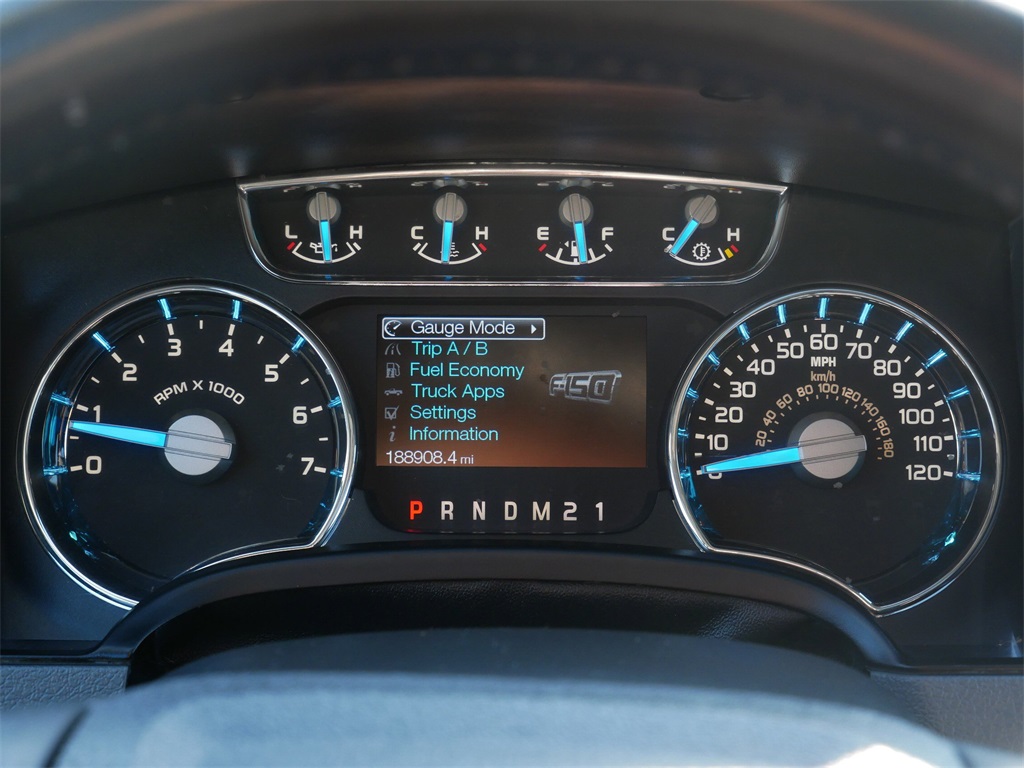 L H C H E F C H
Gauge Mode
Trip A / B
Fuel Economy
Truck Apps
Settings
Information
188908.4 mi
F-150
P R N D M 2 1
0 1 2 3 4 5 6 7
RPM X 1000
0 10 20 30 40 50 60 70 80 90 100 110 120
MPH
km/h
20 40 60 80 100 120 140 160 180